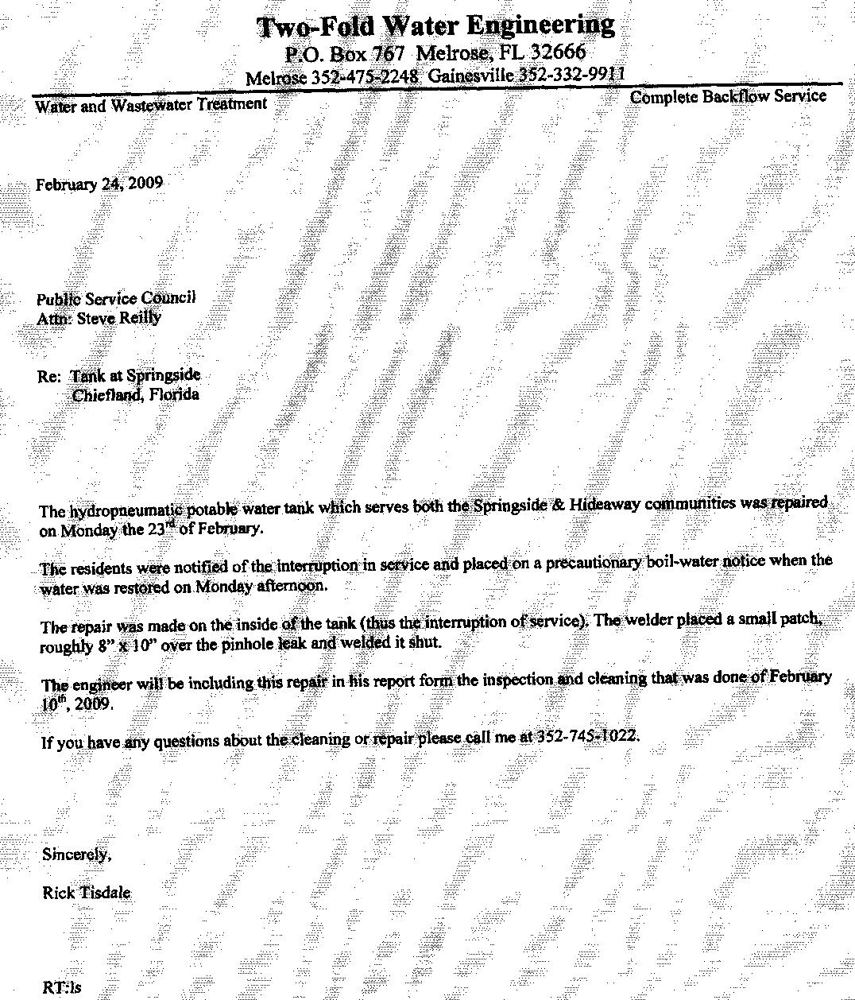 Two-Fold Water Engineering
P.O. Box 767 Melrose, FL 32666
Melrose 352-475-2248 Gainesville 352-332-9911
Water and Wastewater Treatment
Complete Backflow Service
February 24, 2009
Public Service Council
Attn: Steve Reilly
Re: Tank at Springside
Chiefland, Florida
The hydropneumatic potable water tank which serves both the Springside & Hideaway communities was repaired
on Monday the 23rd of February.
The residents were notified of the interruption in service and placed on a precautionary boil-water notice when the
water was restored on Monday afternoon.
The repair was made on the inside of the tank (thus the interruption of service). The welder placed a small patch,
roughly 8” x 10” over the pinhole leak and welded it shut.
The engineer will be including this repair in his report form the inspection and cleaning that was done of February
10th, 2009.
If you have any questions about the cleaning or repair please call me at 352-745-1022.
Sincerely,
Rick Tisdale
RT:ls